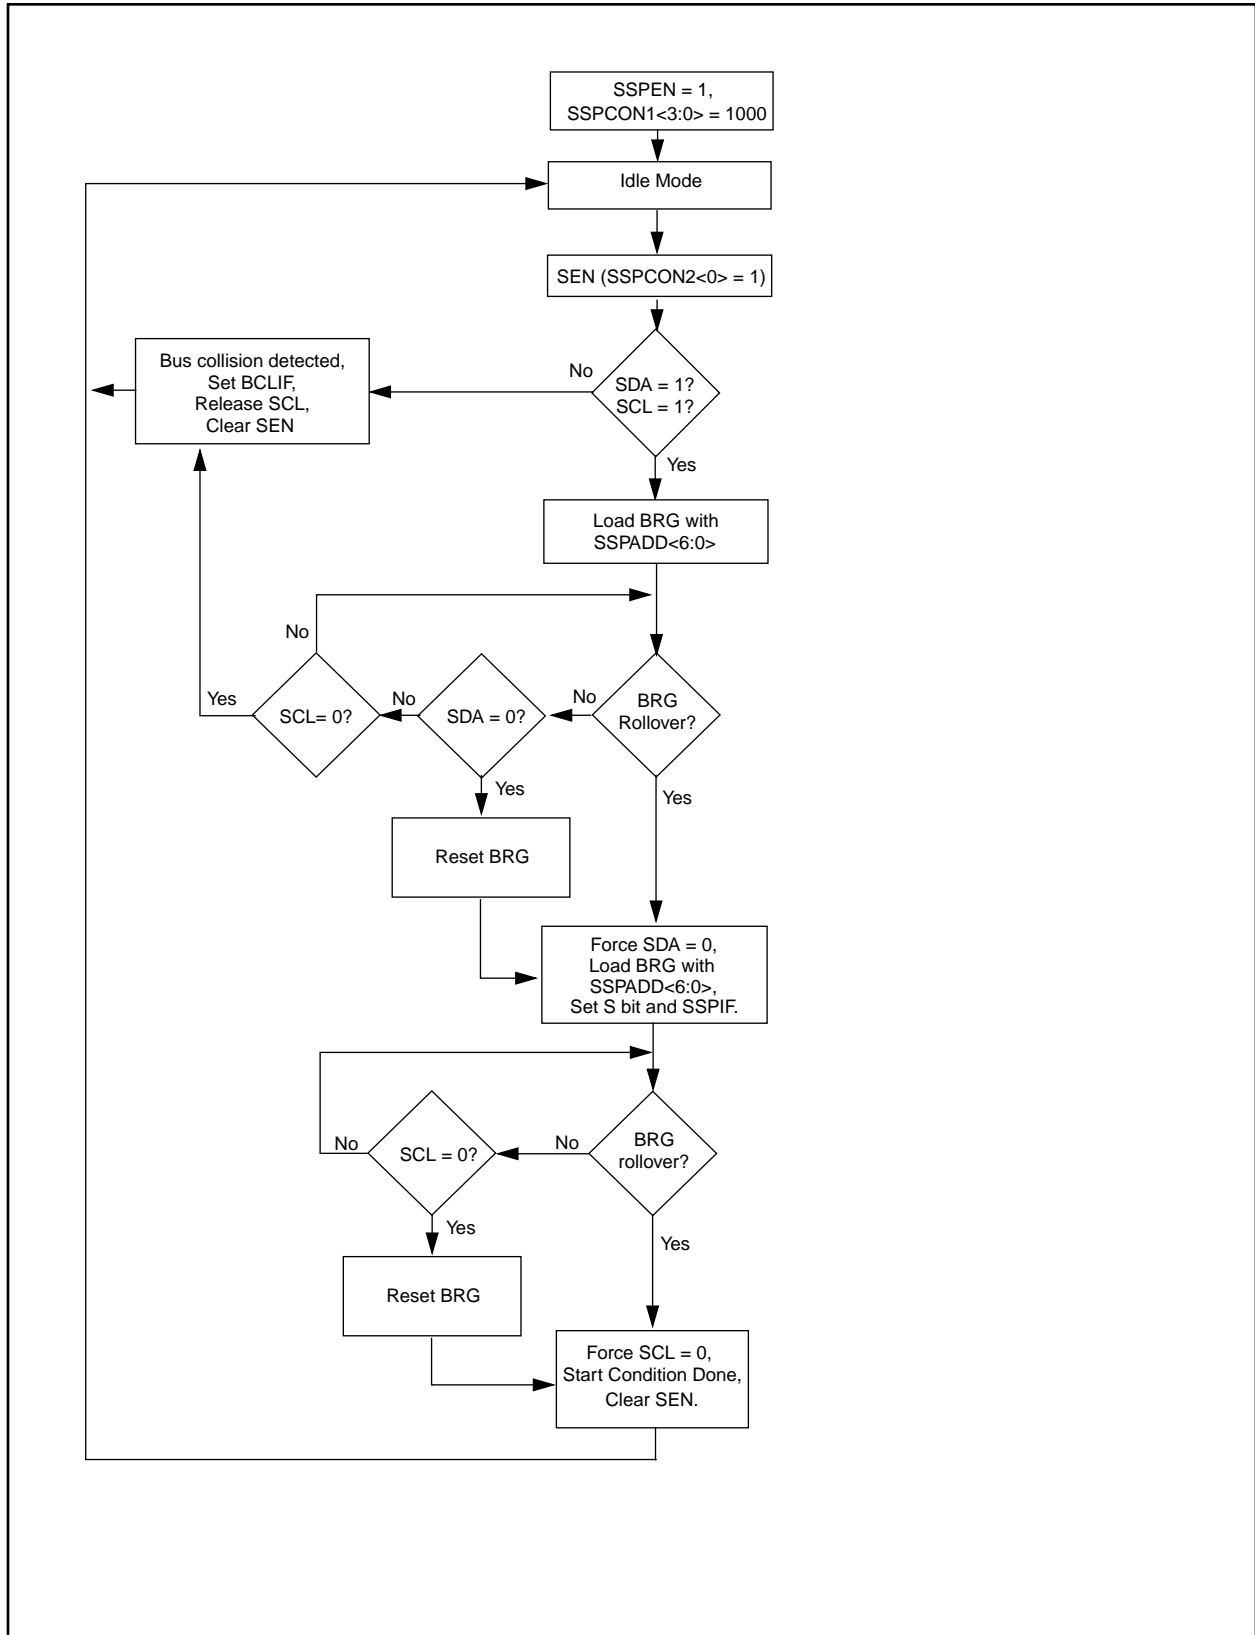 SSPEN = 1,
SSPCON1<3:0> = 1000
Idle Mode
SEN (SSPCON2<0> = 1)
Bus collision detected,
Set BCLIF,
Release SCL,
Clear SEN
No
SDA = 1?
SCL = 1?
Yes
Load BRG with
SSPADD<6:0>
No
Yes
SCL= 0?
No
SDA = 0?
No
BRG
Rollover?
Yes
Yes
Reset BRG
Force SDA = 0,
Load BRG with
SSPADD<6:0>,
Set S bit and SSPIF.
No
SCL = 0?
No
BRG
rollover?
Yes
Yes
Reset BRG
Force SCL = 0,
Start Condition Done,
Clear SEN.